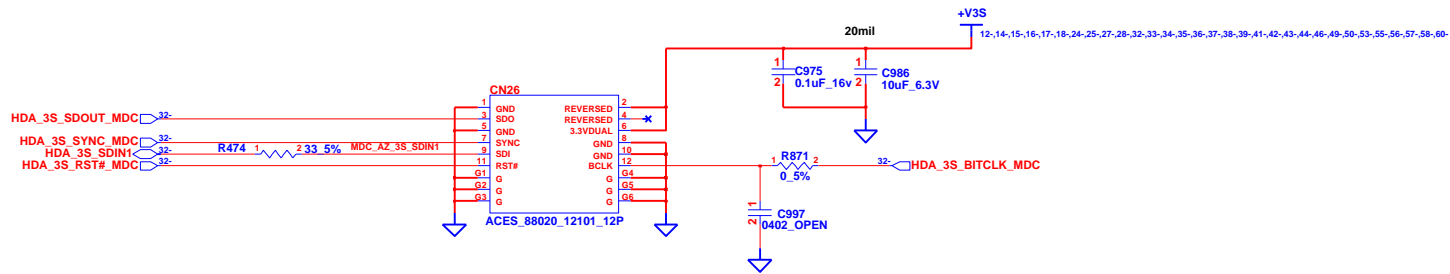 +V3S
20mil
12-,14-,15-,16-,17-,18-,24-,25-,27-,28-,32-,33-,34-,35-,36-,37-,38-,39-,41-,42-,43-,44-,46-,49-,50-,53-,55-,56-,57-,58-,60-
1 C975 2 0.1uF_16v
1 C986 2 10uF_6.3V
CN26
1 GND REVERSED 2
HDA_3S_SDOUT_MDC 32- 3 SDO REVERSED 4
5 GND 3.3VDUAL 6
HDA_3S_SYNC_MDC 32- 7 SYNC GND 8
HDA_3S_SDIN1 32- R474 1 2 33_5% MDC_AZ_3S_SDIN1 9 SDI GND 10
HDA_3S_RST#_MDC 32- 11 RST# BCLK 12 1 R871 2 0_5% 32- HDA_3S_BITCLK_MDC
G1 G G G4
G2 G G G5
G3 G G G6
ACES_88020_12101_12P
1 C997 2 0402_OPEN